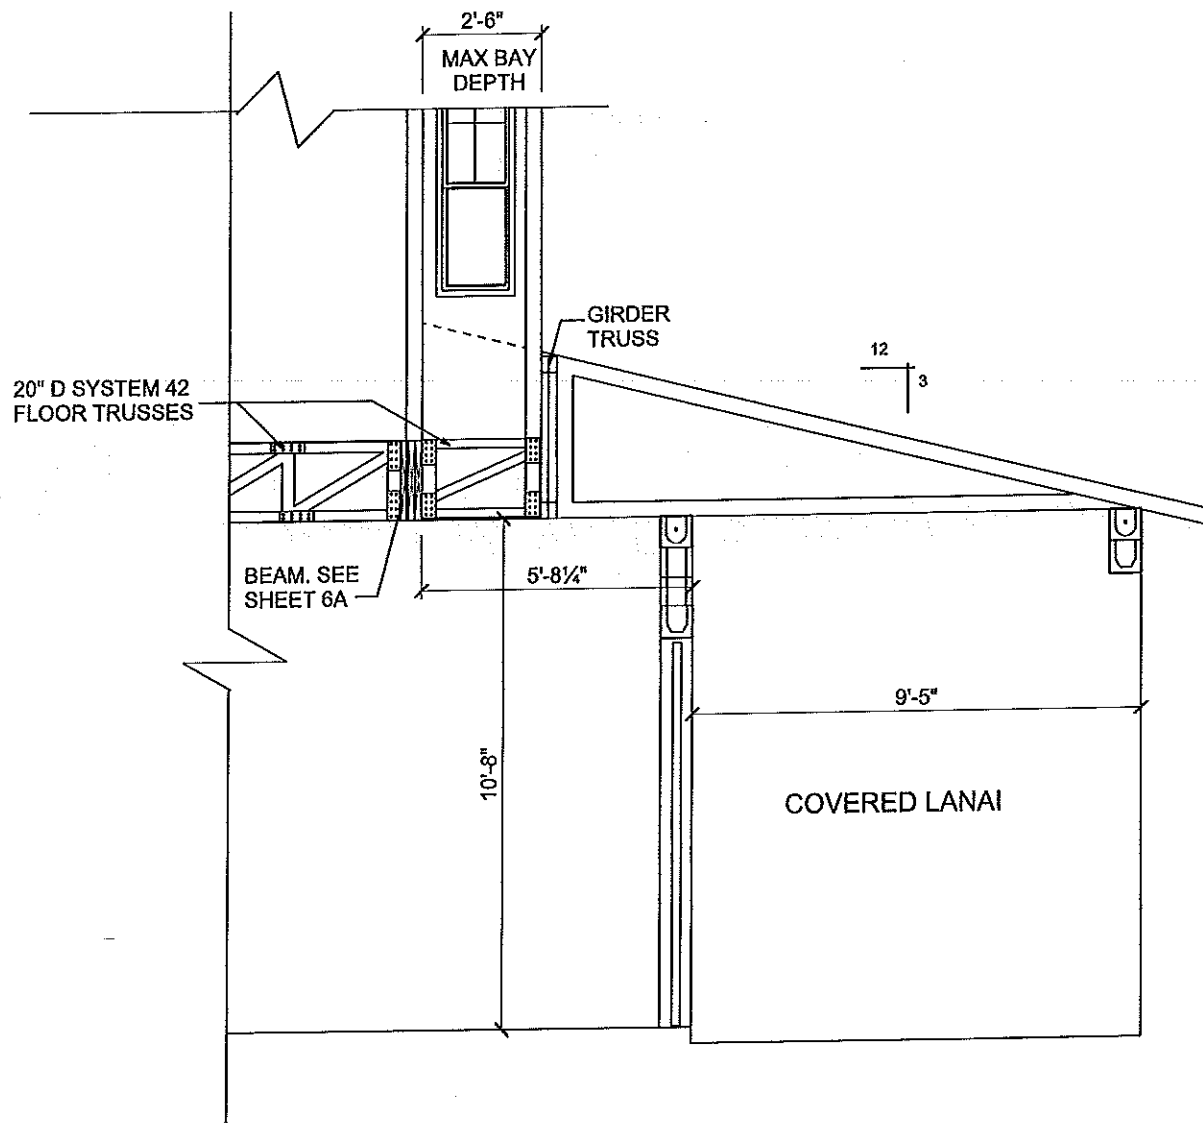 2'-6"
MAX BAY
DEPTH
GIRDER
TRUSS
12
3
20" D SYSTEM 42
FLOOR TRUSSES
BEAM. SEE
SHEET 6A
5'-8¼"
9'-5"
10'-8"
COVERED LANAI